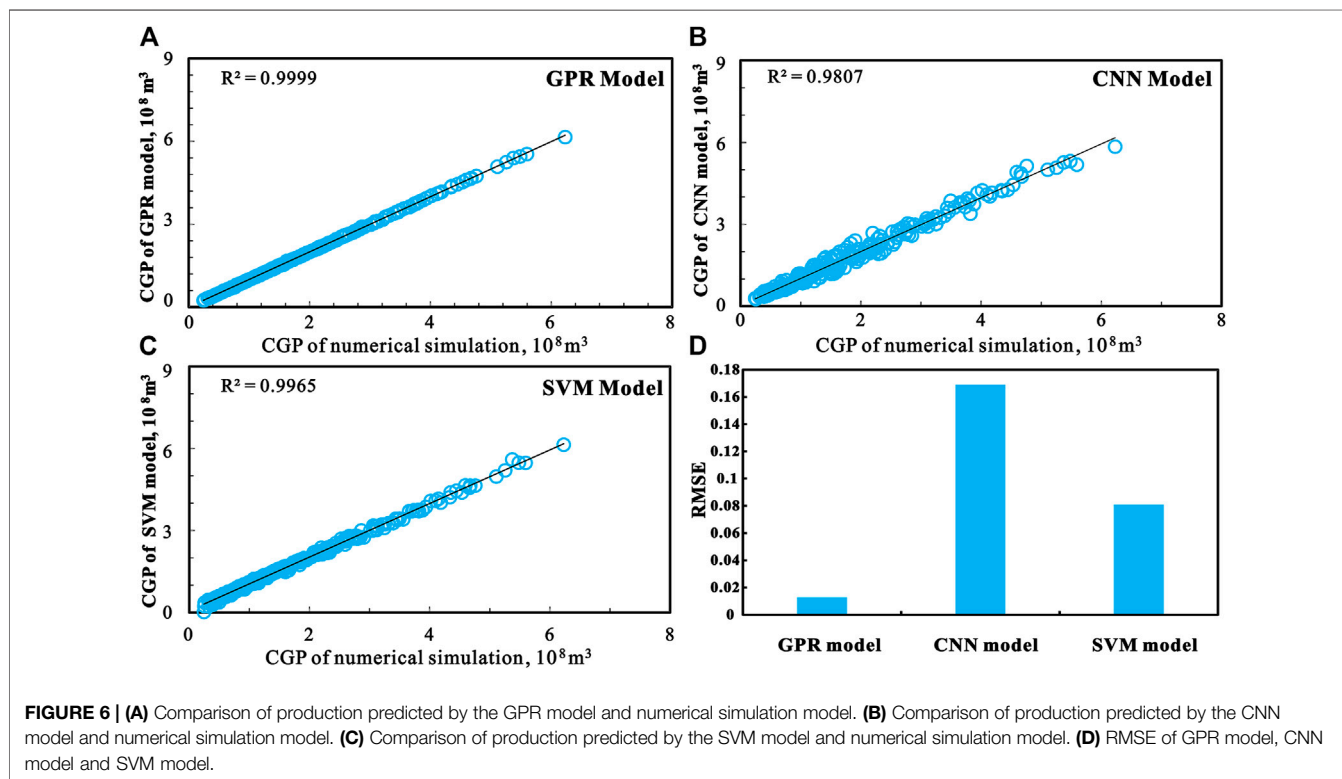 A
9
6
3
0
CGP of GPR model, 10⁸m³
R² = 0.9999
GPR Model
0
2
4
6
8
CGP of numerical simulation, 10⁸m³
B
9
6
3
0
CGP of CNN model, 10⁸m³
R² = 0.9807
CNN Model
0
2
4
6
8
CGP of numerical simulation, 10⁸m³
C
9
6
3
0
CGP of SVM model, 10⁸m³
R² = 0.9965
SVM Model
0
2
4
6
8
CGP of numerical simulation, 10⁸m³
D
0.18
0.16
0.14
0.12
0.1
0.08
0.06
0.04
0.02
0
RMSE
GPR model
CNN model
SVM model
FIGURE 6 | (A) Comparison of production predicted by the GPR model and numerical simulation model. (B) Comparison of production predicted by the CNN
model and numerical simulation model. (C) Comparison of production predicted by the SVM model and numerical simulation model. (D) RMSE of GPR model, CNN
model and SVM model.